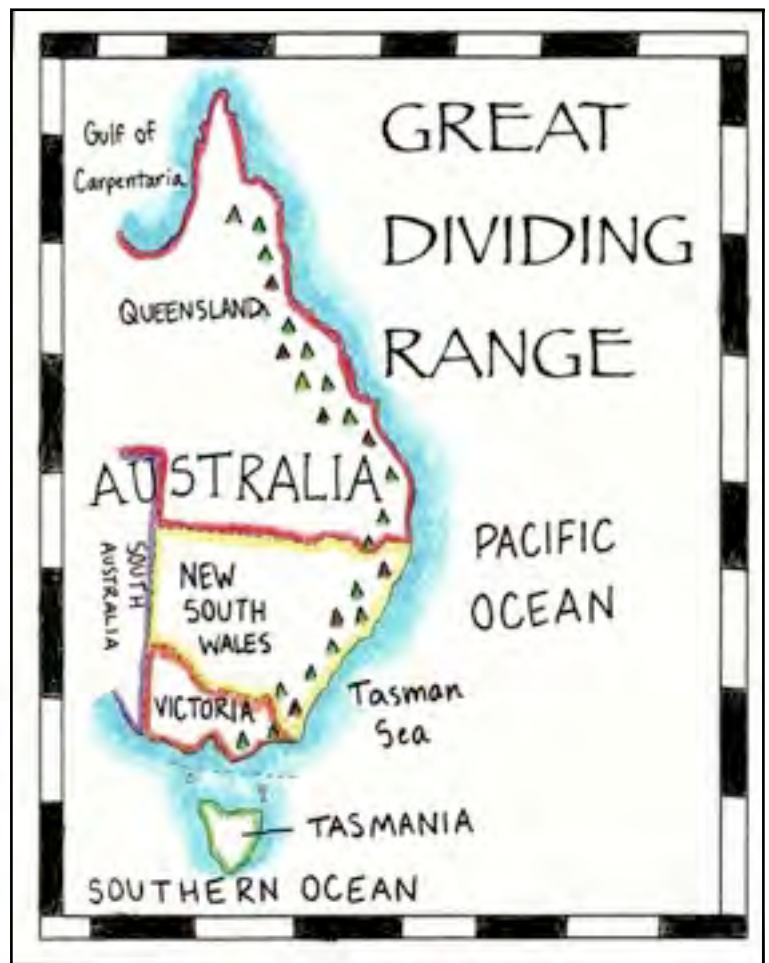 GREAT
DIVIDING
RANGE
Gulf of
Carpentaria
QUEENSLAND
AUSTRALIA
SOUTH
AUSTRALIA
NEW
SOUTH
WALES
PACIFIC
OCEAN
VICTORIA
Tasman
Sea
TASMANIA
SOUTHERN OCEAN